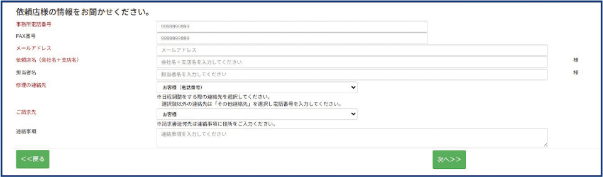 依頼店様の情報をお聞かせください。
事務所電話番号 9999999999
FAX番号 9999999999
メールアドレス メールアドレス
依頼店名（会社名＋支店名） 会社名＋支店名を入力してください 様
担当者名 担当者名を入力してください 様
修理の連絡先 お客様（電話番号）
※日程調整をする際の連絡先を選択してください。
選択肢以外の連絡先は「その他連絡先」を選択し電話番号を入力してください。
ご請求先 お客様
※請求書送付先は連絡事項に住所をご入力ください。
連絡事項 連絡事項を入力してください
<<戻る 次へ>>